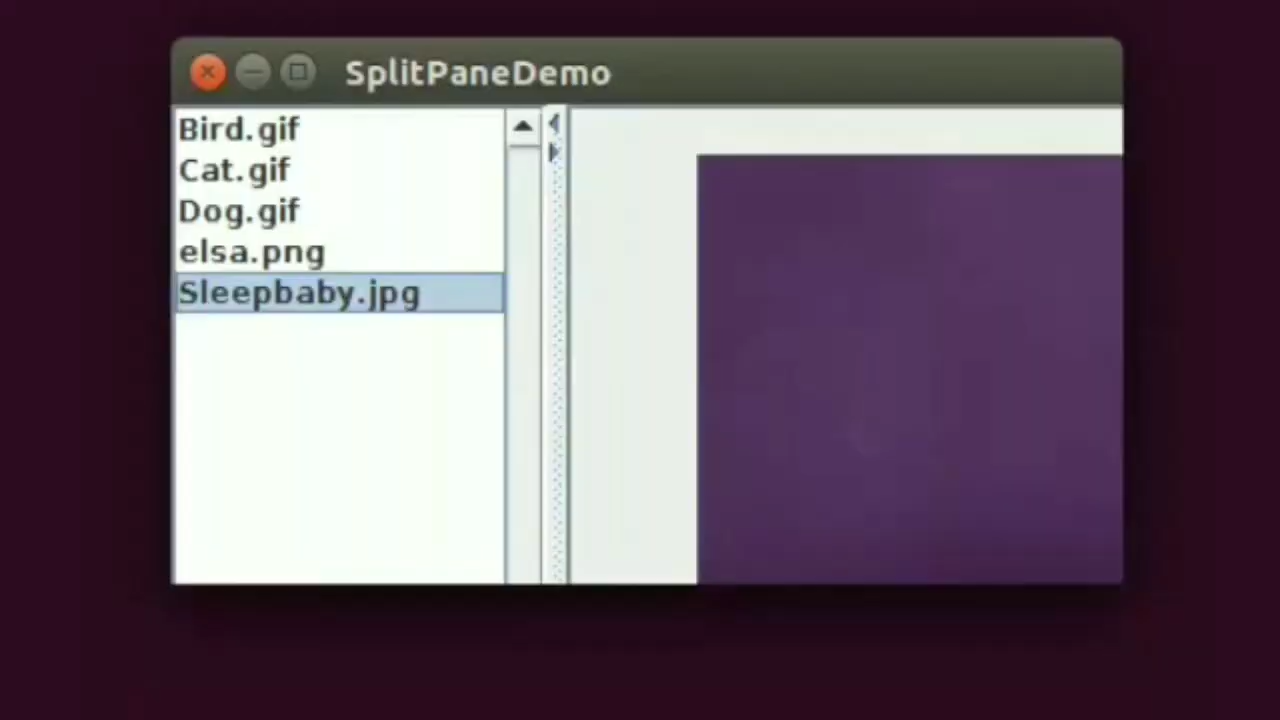 SplitPaneDemo
Bird.gif
Cat.gif
Dog.gif
elsa.png
Sleepbaby.jpg